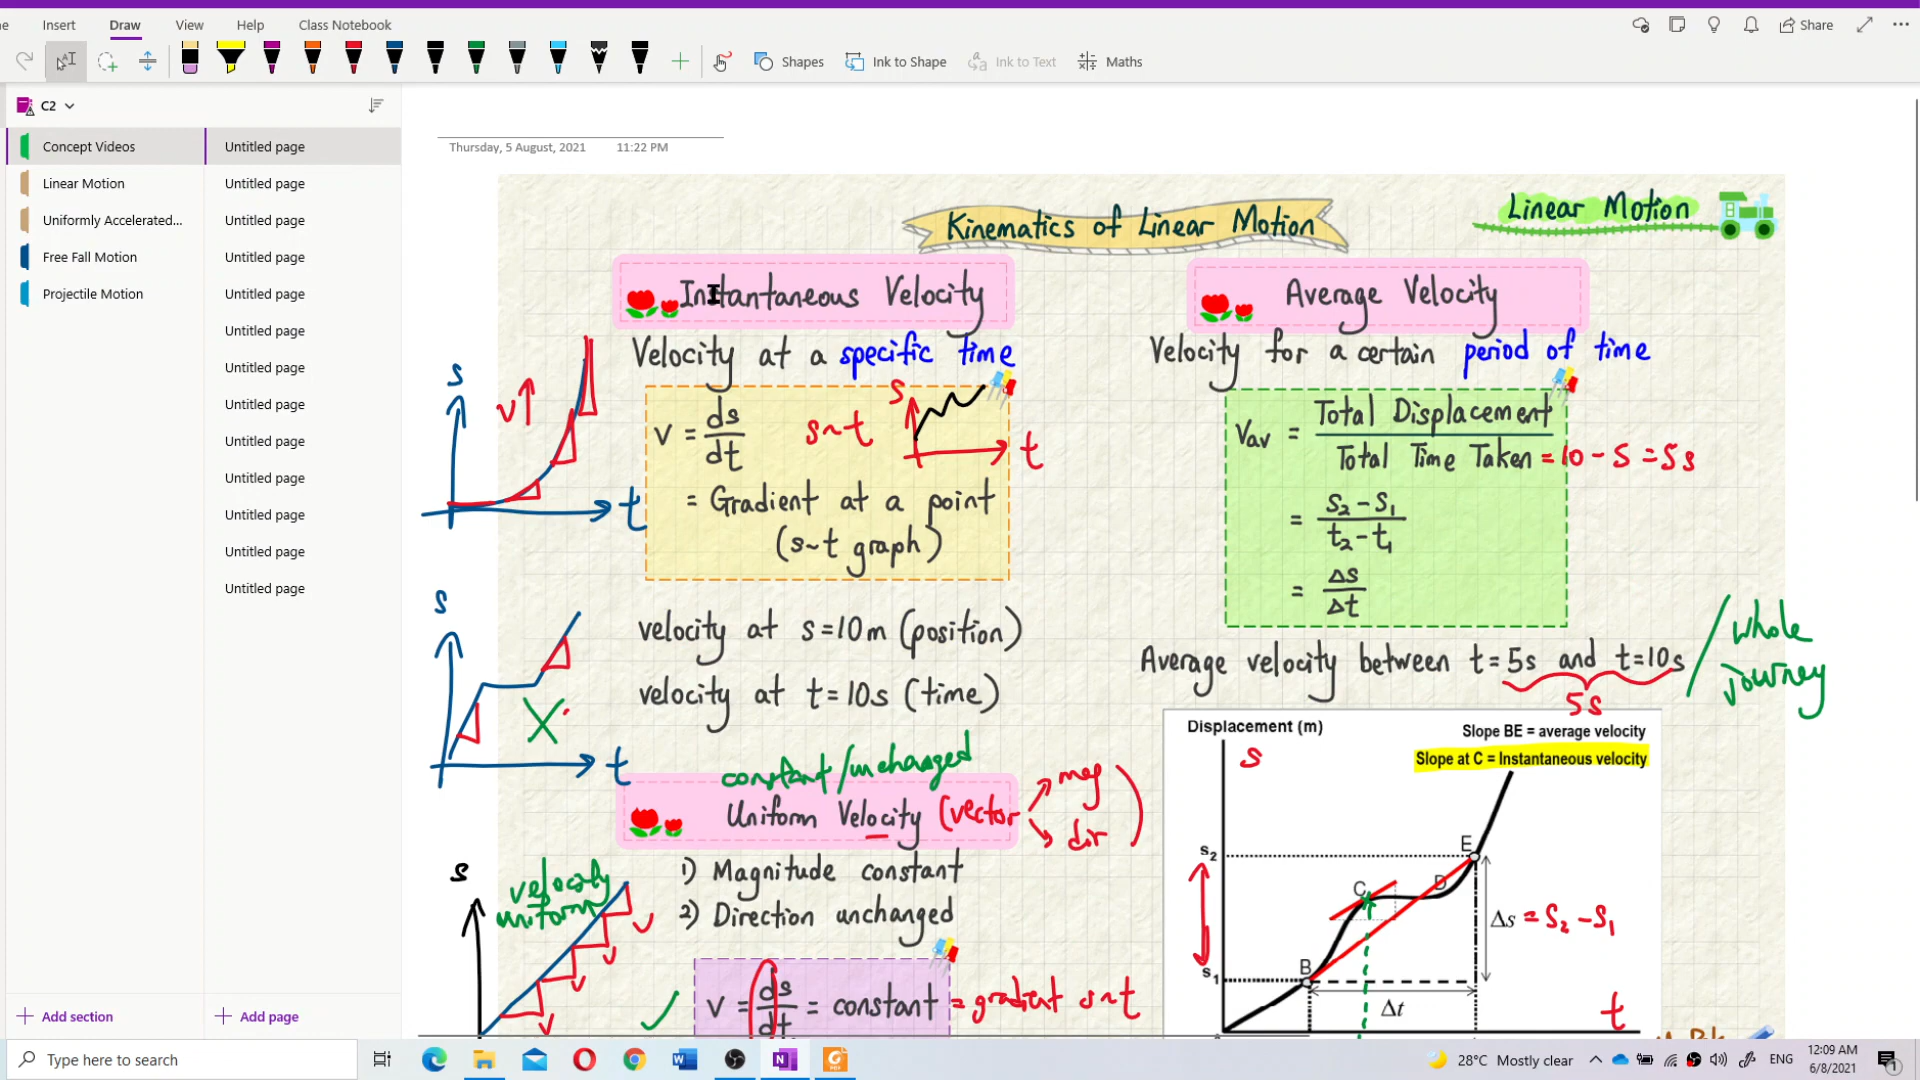 Insert Draw View Help Class Notebook
Share
Shapes Ink to Shape Ink to Text Maths
C2
Concept Videos
Linear Motion
Uniformly Accelerated...
Free Fall Motion
Projectile Motion
Untitled page
Untitled page
Untitled page
Untitled page
Untitled page
Untitled page
Untitled page
Untitled page
Untitled page
Untitled page
Untitled page
Untitled page
Untitled page
Add section
Add page
Thursday, 5 August, 2021 11:22 PM
Kinematics of Linear Motion
Linear Motion
Instantaneous Velocity
Velocity at a specific time
s
v↑
t
v = ds/dt s~t
s
t
= Gradient at a point
(s~t graph)
velocity at s=10m (position)
velocity at t=10s (time)
s
X
t
constant/unchanged
Uniform Velocity (vector
mag
dir )
1) Magnitude constant
2) Direction unchanged
s
velocity
uniform
v = ds/dt = constant = gradient s~t
Average Velocity
Velocity for a certain period of time
Vav = Total Displacement
Total Time Taken = 10 - 5 = 5s
= s2 - s1 / t2 - t1
= Δs / Δt
Average velocity between t=5s and t=10s / whole
journey
5s
Displacement (m)
s
Slope BE = average velocity
Slope at C = Instantaneous velocity
s2
E
C
D
Δs = s2 - s1
s1
B
Δt
t
Type here to search
28°C Mostly clear
ENG
12:09 AM
6/8/2021
1